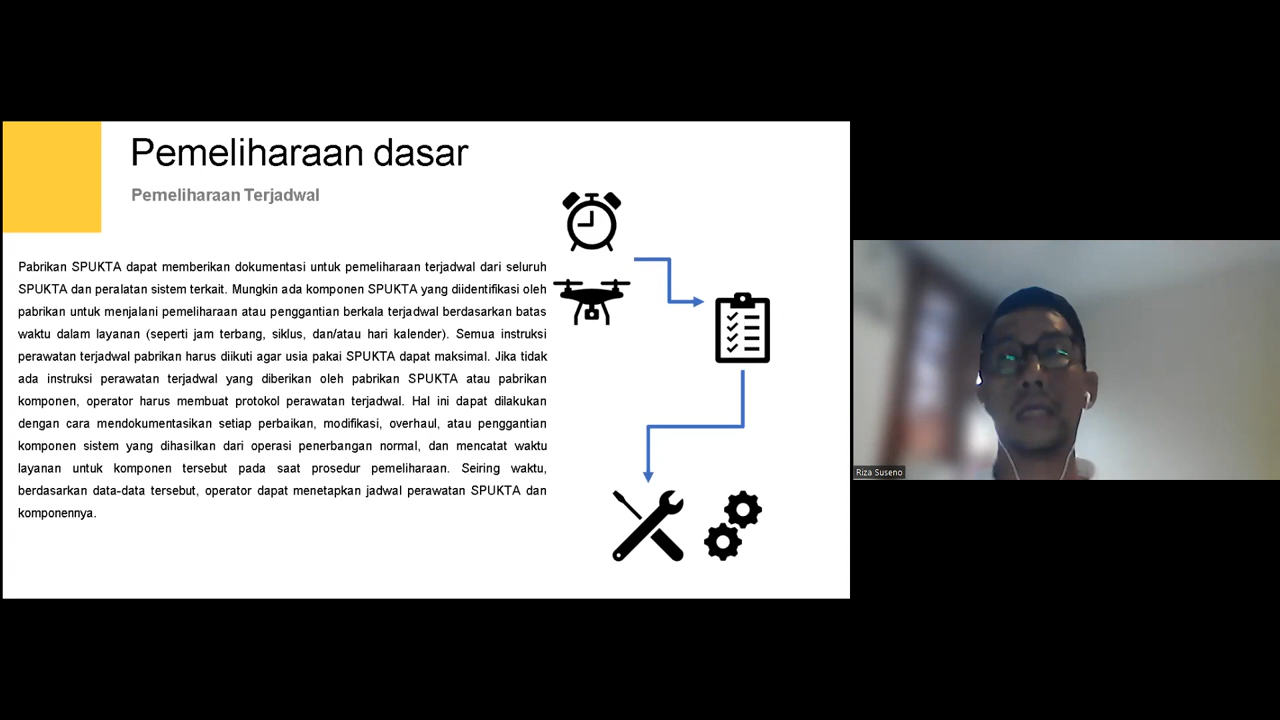 Pemeliharaan dasar
Pemeliharaan Terjadwal
Pabrikan SPUKTA dapat memberikan dokumentasi untuk pemeliharaan terjadwal dari seluruh
SPUKTA dan peralatan sistem terkait. Mungkin ada komponen SPUKTA yang diidentifikasi oleh
pabrikan untuk menjalani pemeliharaan atau penggantian berkala terjadwal berdasarkan batas
waktu dalam layanan (seperti jam terbang, siklus, dan/atau hari kalender). Semua instruksi
perawatan terjadwal pabrikan harus diikuti agar usia pakai SPUKTA dapat maksimal. Jika tidak
ada instruksi perawatan terjadwal yang diberikan oleh pabrikan SPUKTA atau pabrikan
komponen, operator harus membuat protokol perawatan terjadwal. Hal ini dapat dilakukan
dengan cara mendokumentasikan setiap perbaikan, modifikasi, overhaul, atau penggantian
komponen sistem yang dihasilkan dari operasi penerbangan normal, dan mencatat waktu
layanan untuk komponen tersebut pada saat prosedur pemeliharaan. Seiring waktu,
berdasarkan data-data tersebut, operator dapat menetapkan jadwal perawatan SPUKTA dan
komponennya.
Riza Suseno